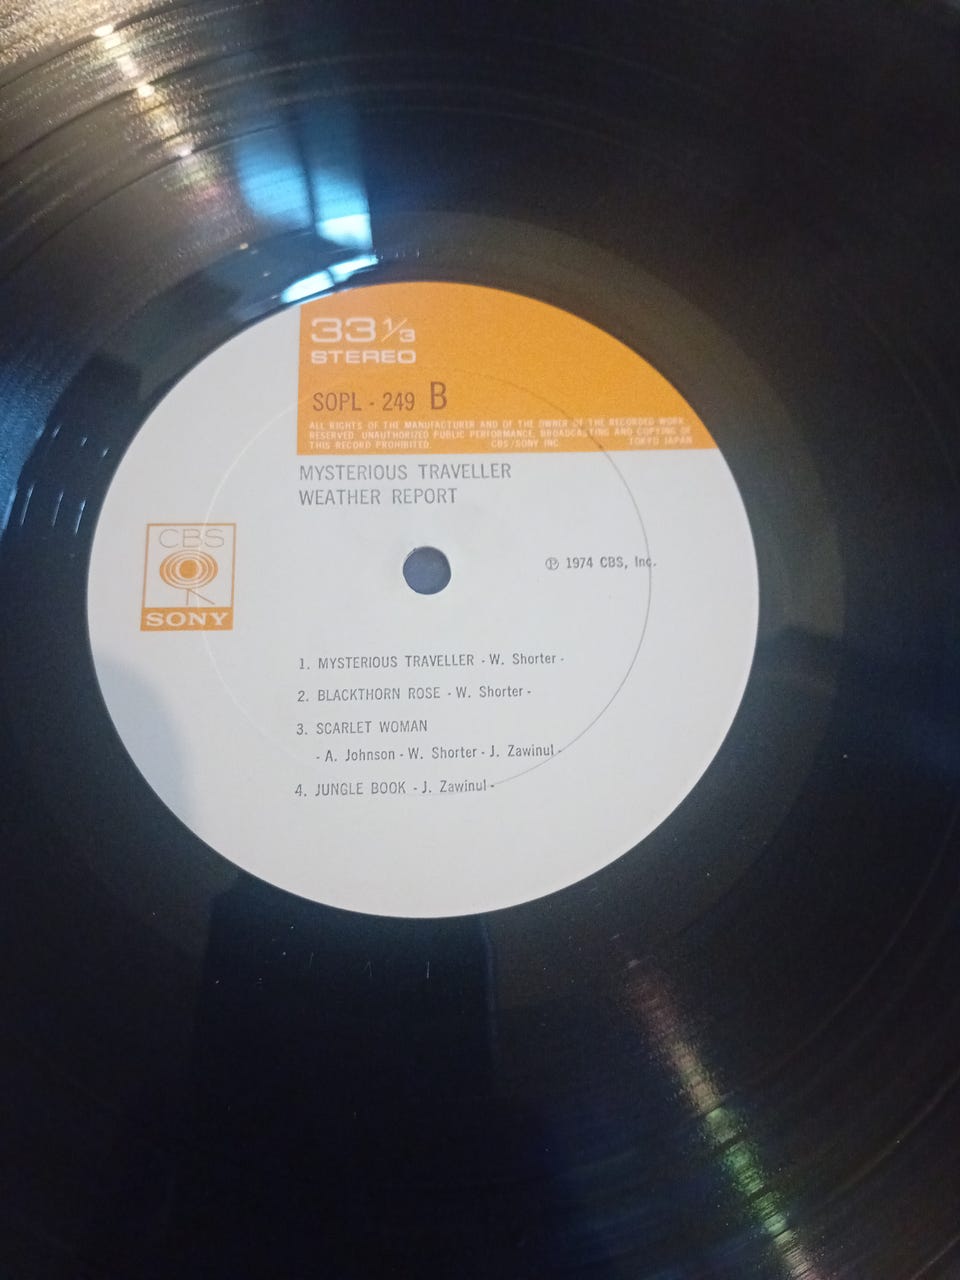 33 1/3
STEREO
SOPL - 249 B
ALL RIGHTS OF THE MANUFACTURER AND OF THE OWNER OF THE RECORDED WORK
RESERVED. UNAUTHORIZED PUBLIC PERFORMANCE, BROADCASTING AND COPYING OF
THIS RECORD PROHIBITED. CBS/SONY INC. TOKYO JAPAN
MYSTERIOUS TRAVELLER
WEATHER REPORT
CBS
SONY
Ⓟ 1974 CBS, Inc.
1. MYSTERIOUS TRAVELLER - W. Shorter -
2. BLACKTHORN ROSE - W. Shorter -
3. SCARLET WOMAN
- A. Johnson - W. Shorter - J. Zawinul -
4. JUNGLE BOOK - J. Zawinul -